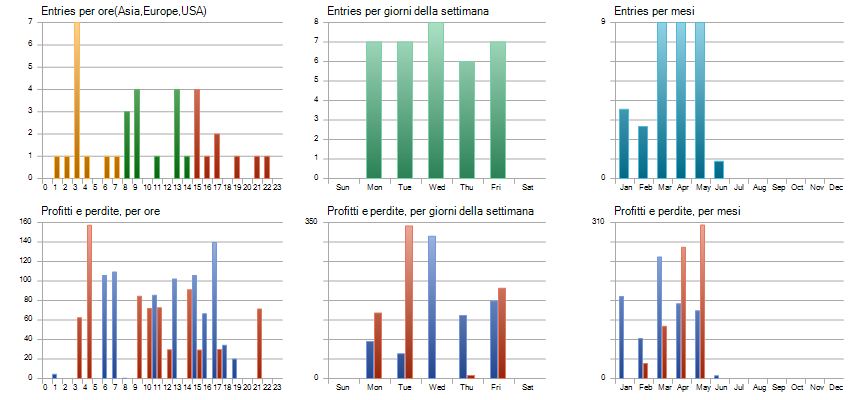 Entries per ore(Asia,Europe,USA)
7
6
5
4
3
2
1
0
0 1 2 3 4 5 6 7 8 9 10 11 12 13 14 15 16 17 18 19 20 21 22 23
Entries per giorni della settimana
8
7
6
5
4
3
2
1
0
Sun Mon Tue Wed Thu Fri Sat
Entries per mesi
9
0
Jan Feb Mar Apr May Jun Jul Aug Sep Oct Nov Dec
Profitti e perdite, per ore
160
140
120
100
80
60
40
20
0
0 1 2 3 4 5 6 7 8 9 10 11 12 13 14 15 16 17 18 19 20 21 22 23
Profitti e perdite, per giorni della settimana
350
0
Sun Mon Tue Wed Thu Fri Sat
Profitti e perdite, per mesi
310
0
Jan Feb Mar Apr May Jun Jul Aug Sep Oct Nov Dec